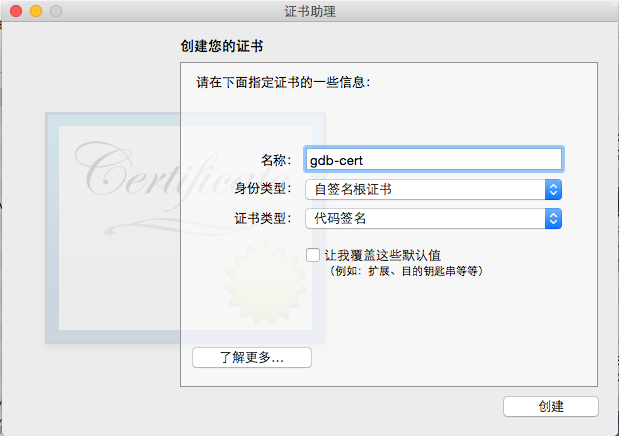 证书助理
创建您的证书
请在下面指定证书的一些信息：
Certificate
名称： gdb-cert
身份类型： 自签名根证书
证书类型： 代码签名
让我覆盖这些默认值
（例如：扩展、目的钥匙串等等）
了解更多...
创建